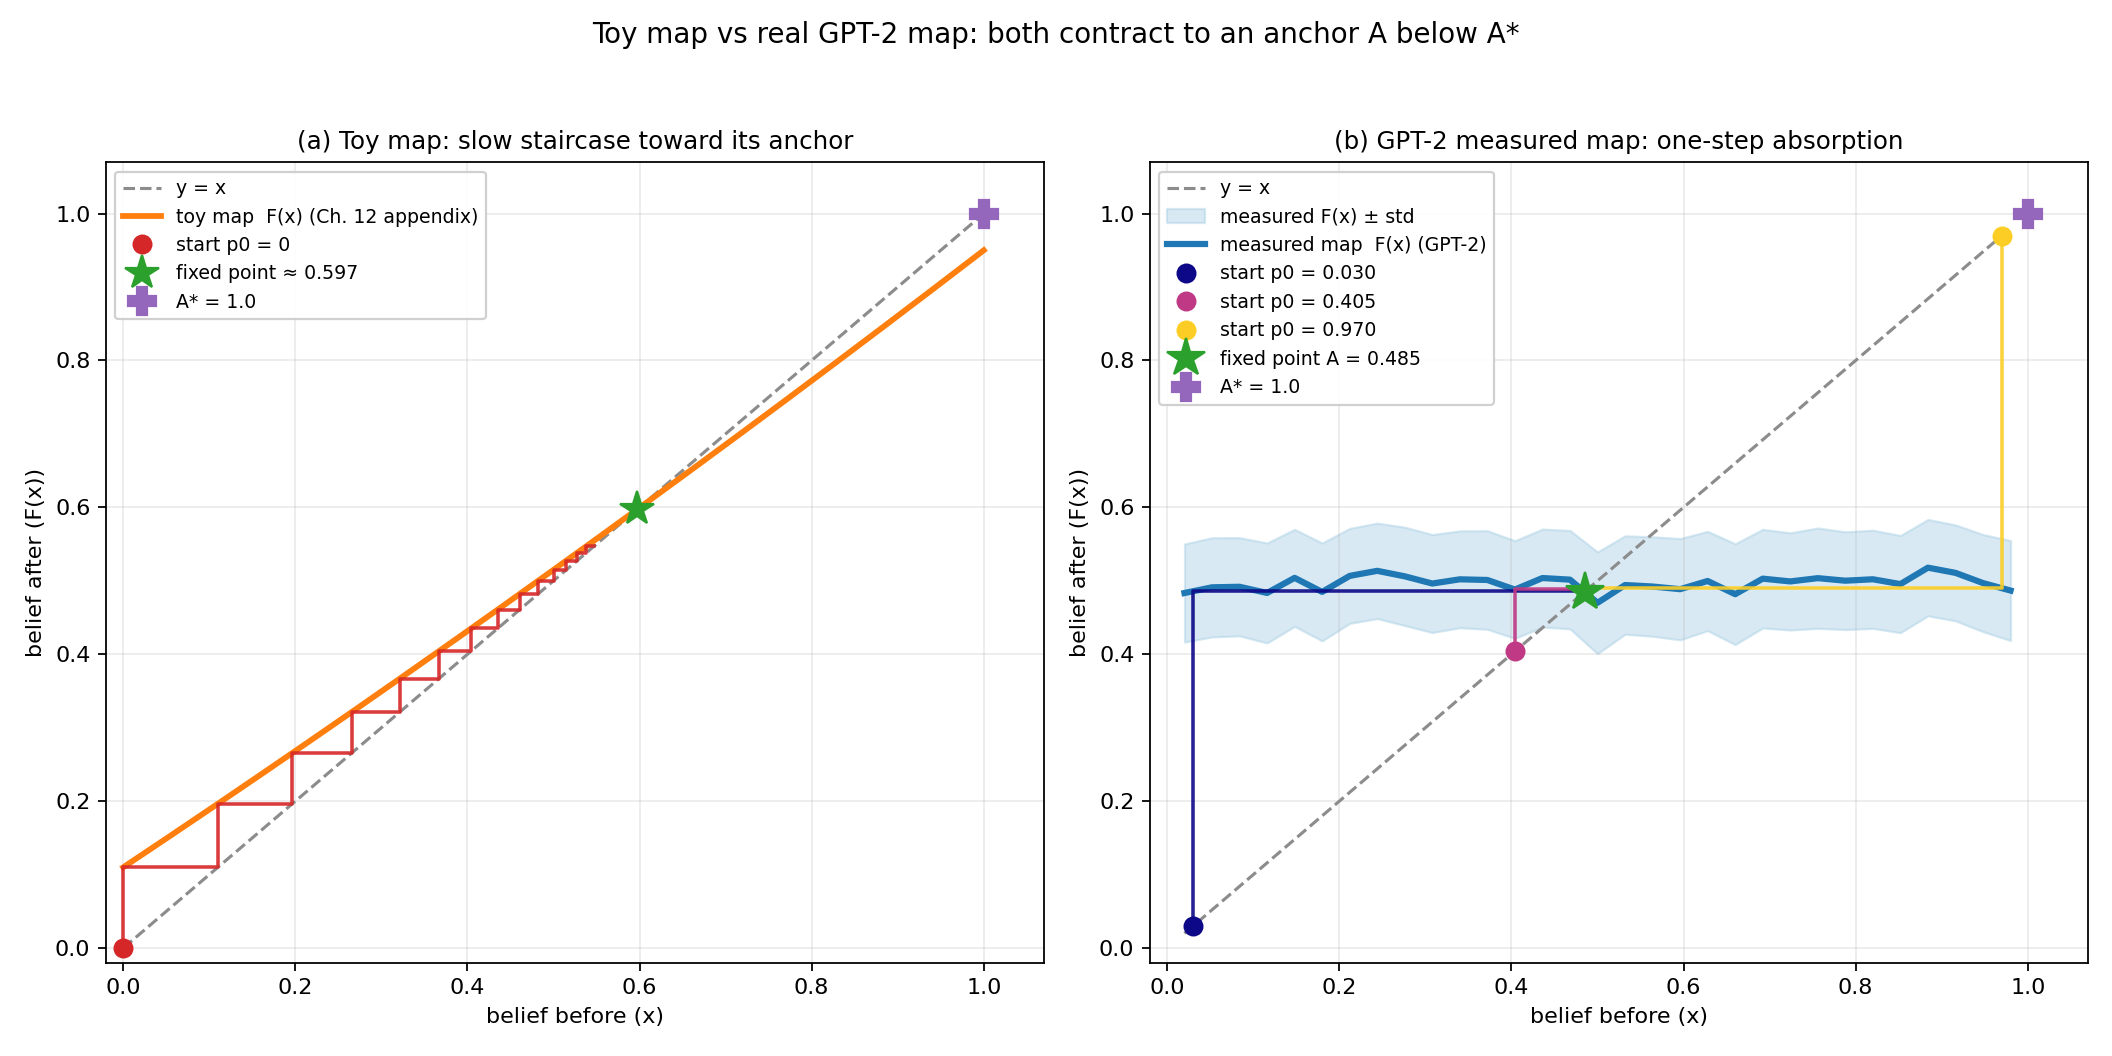 Toy map vs real GPT-2 map: both contract to an anchor A below A*
(a) Toy map: slow staircase toward its anchor
y = x
toy map F(x) (Ch. 12 appendix)
start p0 = 0
fixed point ≈ 0.597
A* = 1.0
1.0
0.8
0.6
0.4
0.2
0.0
belief after (F(x))
0.0 0.2 0.4 0.6 0.8 1.0
belief before (x)
(b) GPT-2 measured map: one-step absorption
y = x
measured F(x) ± std
measured map F(x) (GPT-2)
start p0 = 0.030
start p0 = 0.405
start p0 = 0.970
fixed point A = 0.485
A* = 1.0
1.0
0.8
0.6
0.4
0.2
0.0
belief after (F(x))
0.0 0.2 0.4 0.6 0.8 1.0
belief before (x)